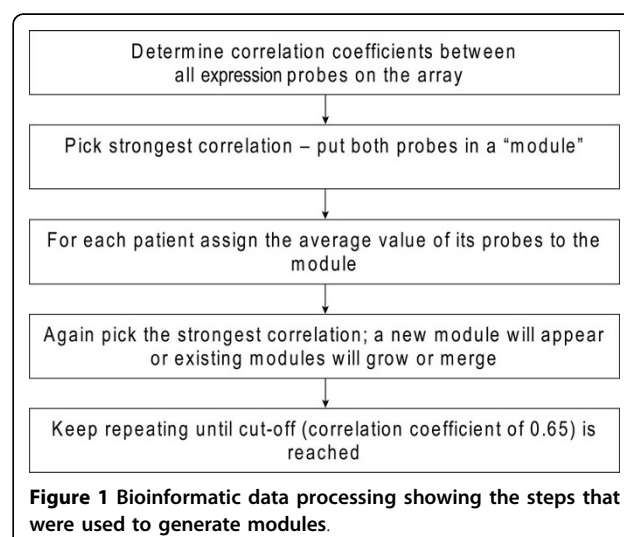 Determine correlation coefficients between
all expression probes on the array
Pick strongest correlation – put both probes in a “module”
For each patient assign the average value of its probes to the
module
Again pick the strongest correlation; a new module will appear
or existing modules will grow or merge
Keep repeating until cut-off (correlation coefficient of 0.65) is
reached
Figure 1 Bioinformatic data processing showing the steps that
were used to generate modules.